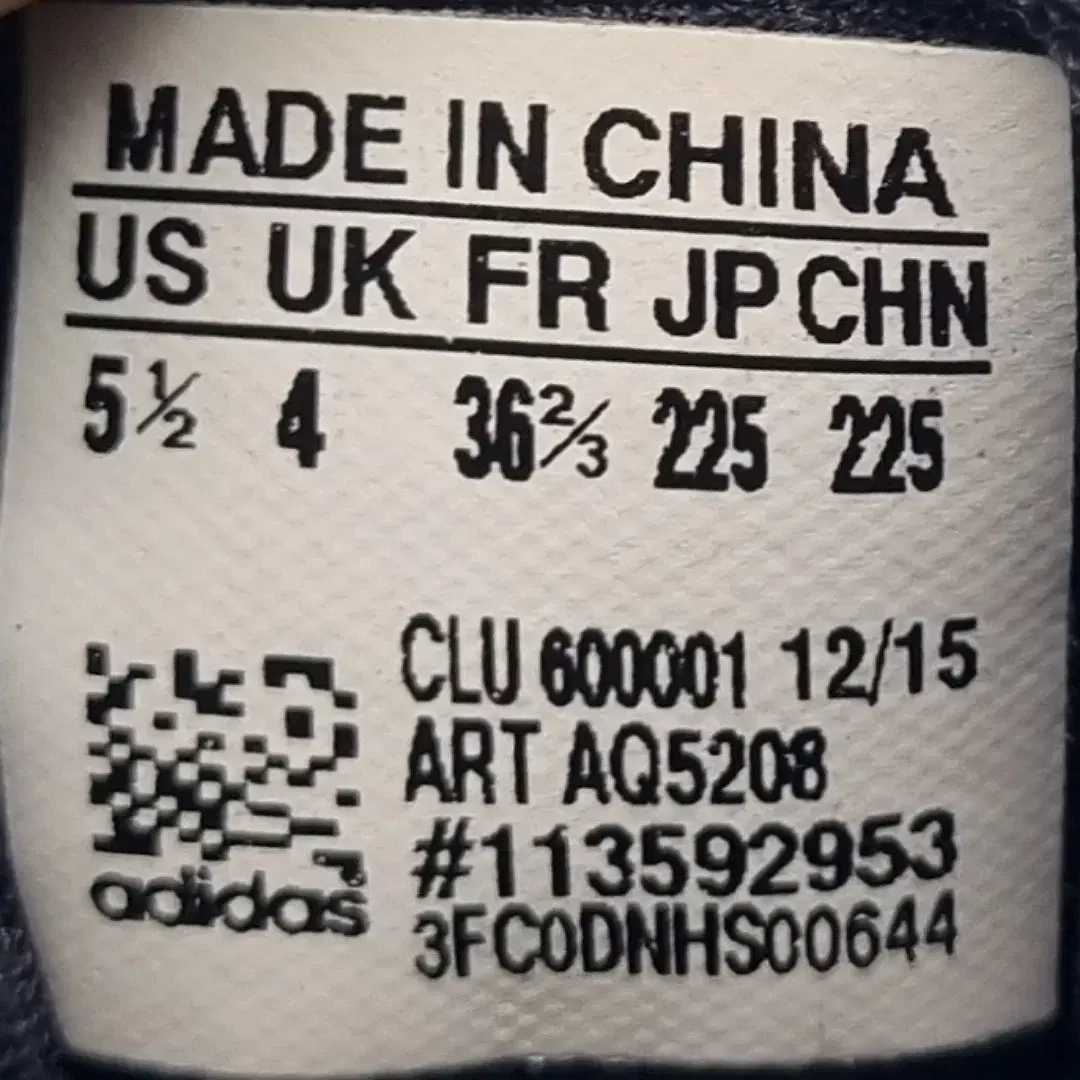 MADE IN CHINA
US UK FR JP CHN
5½ 4 36⅔ 225 225
CLU 600001 12/15
ART AQ5208
#113592953
3FC0DNHS00644
adidas